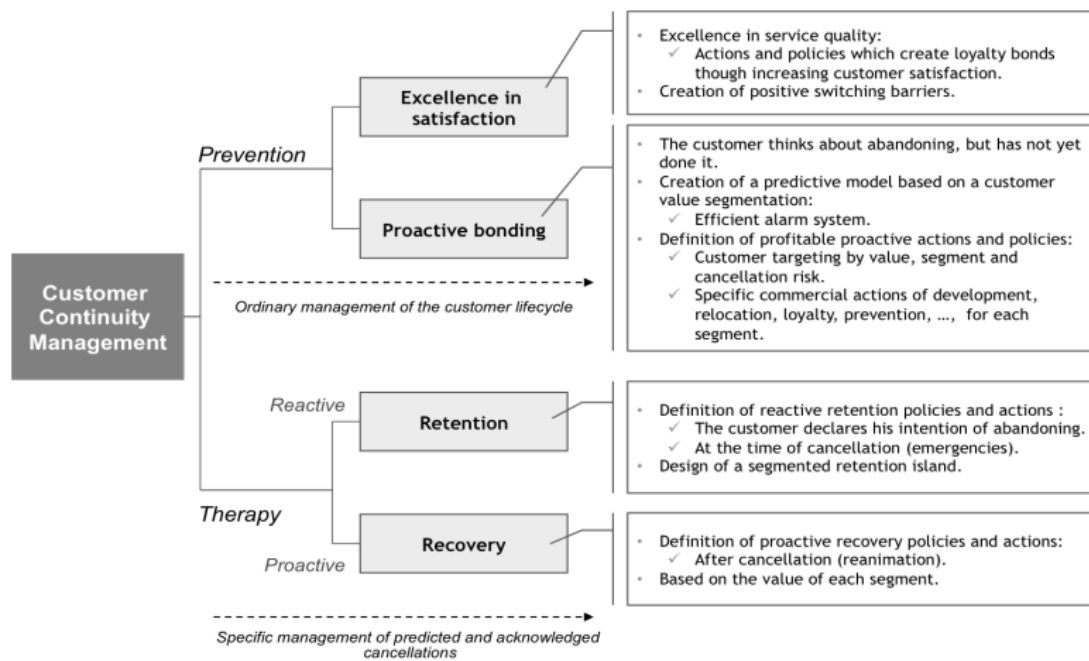 Customer
Continuity
Management
Prevention
Excellence in
satisfaction
• Excellence in service quality:
✓ Actions and policies which create loyalty bonds
though increasing customer satisfaction.
• Creation of positive switching barriers.
Proactive bonding
• The customer thinks about abandoning, but has not yet
done it.
• Creation of a predictive model based on a customer
value segmentation:
✓ Efficient alarm system.
• Definition of profitable proactive actions and policies:
✓ Customer targeting by value, segment and
cancellation risk.
✓ Specific commercial actions of development,
relocation, loyalty, prevention, …, for each
segment.
Ordinary management of the customer lifecycle
Therapy
Reactive
Retention
• Definition of reactive retention policies and actions :
✓ The customer declares his intention of abandoning.
✓ At the time of cancellation (emergencies).
• Design of a segmented retention island.
Proactive
Recovery
• Definition of proactive recovery policies and actions:
✓ After cancellation (reanimation).
• Based on the value of each segment.
Specific management of predicted and acknowledged
cancellations